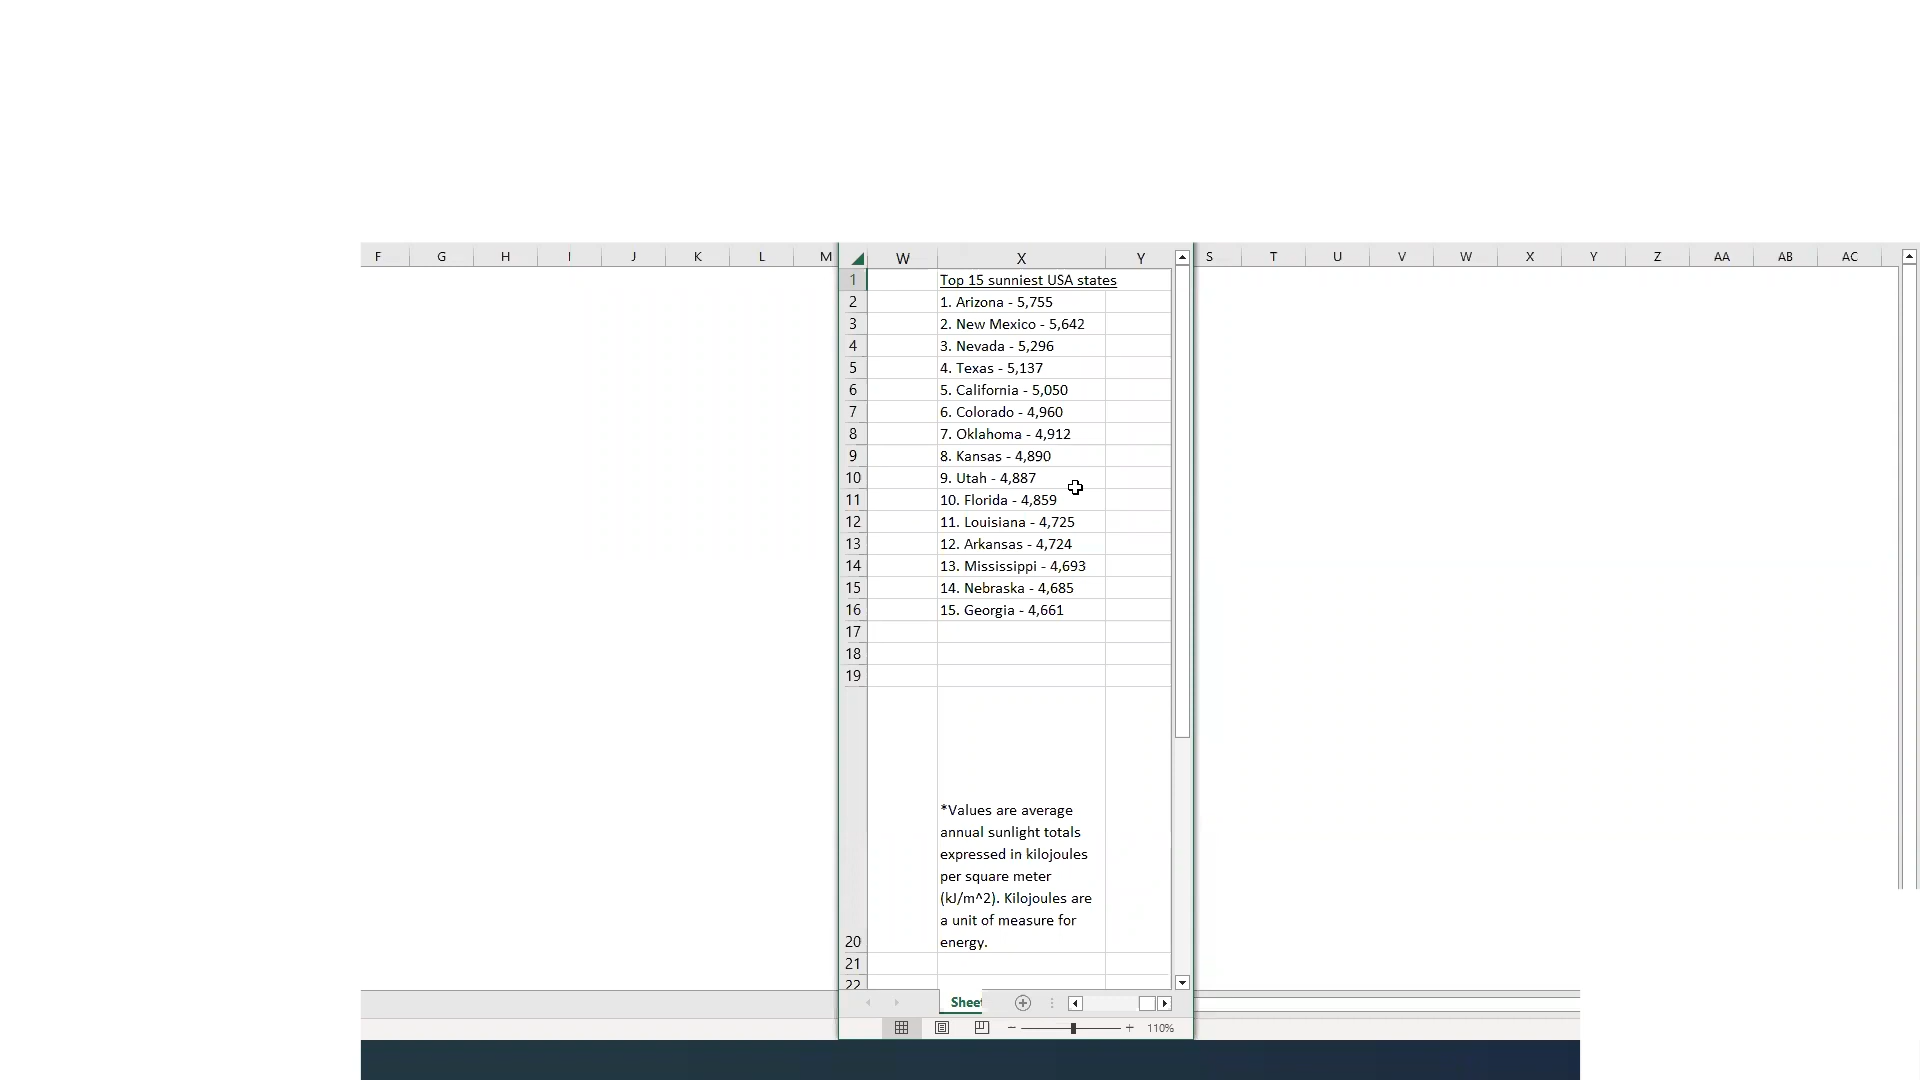 F G H I J K L M W X Y S T U V W X Y Z AA AB AC
1 Top 15 sunniest USA states
2 1. Arizona - 5,755
3 2. New Mexico - 5,642
4 3. Nevada - 5,296
5 4. Texas - 5,137
6 5. California - 5,050
7 6. Colorado - 4,960
8 7. Oklahoma - 4,912
9 8. Kansas - 4,890
10 9. Utah - 4,887
11 10. Florida - 4,859
12 11. Louisiana - 4,725
13 12. Arkansas - 4,724
14 13. Mississippi - 4,693
15 14. Nebraska - 4,685
16 15. Georgia - 4,661
17
18
19
*Values are average
annual sunlight totals
expressed in kilojoules
per square meter
(kJ/m^2). Kilojoules are
a unit of measure for
20 energy.
21
22
Sheet
110%